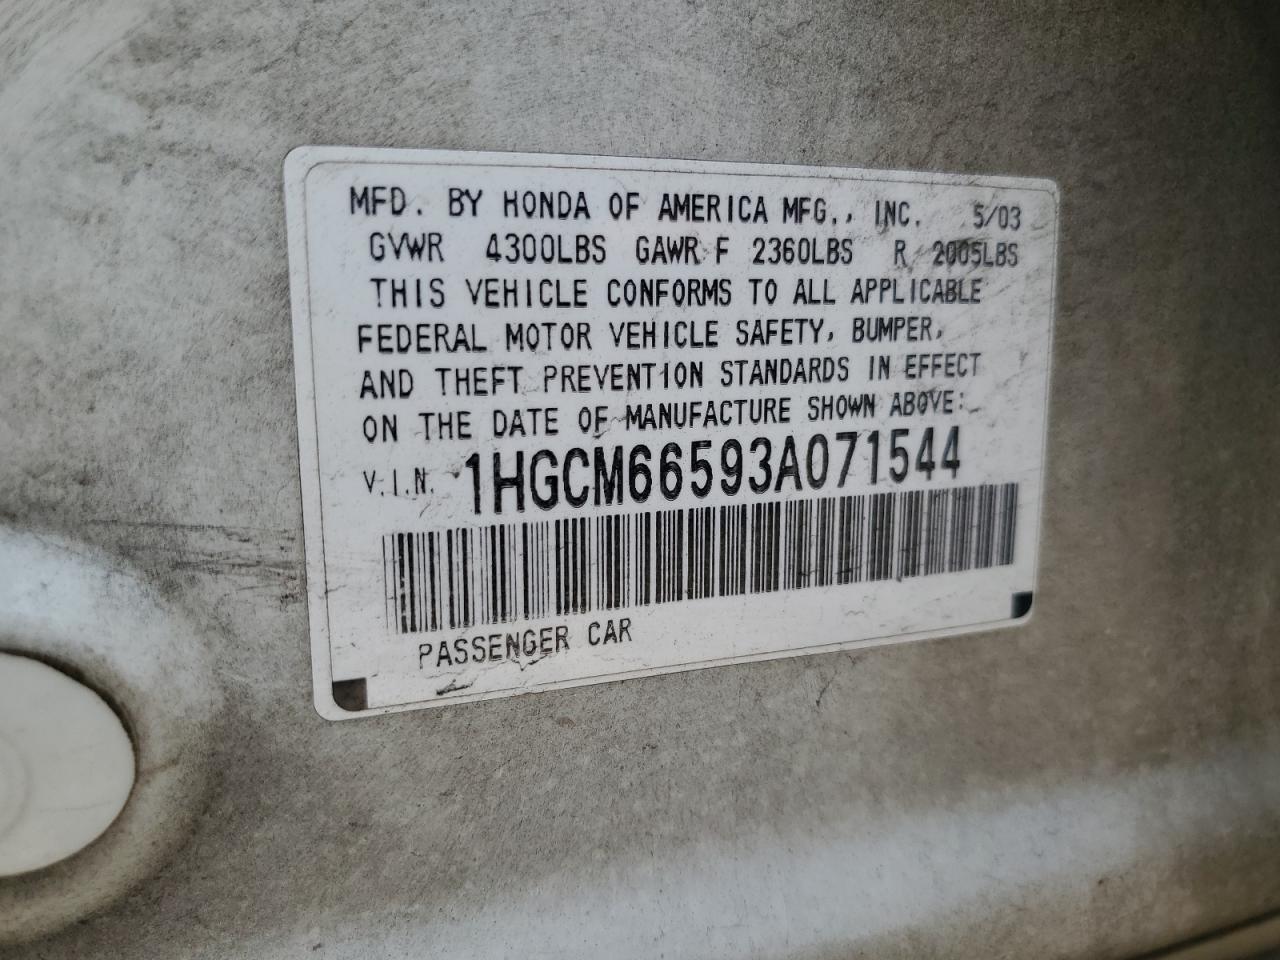 MFD. BY HONDA OF AMERICA MFG., INC. 5/03
GVWR 4300LBS GAWR F 2360LBS R 2005LBS
THIS VEHICLE CONFORMS TO ALL APPLICABLE
FEDERAL MOTOR VEHICLE SAFETY, BUMPER,
AND THEFT PREVENTION STANDARDS IN EFFECT
ON THE DATE OF MANUFACTURE SHOWN ABOVE:
V.I.N. 1HGCM66593A071544
PASSENGER CAR